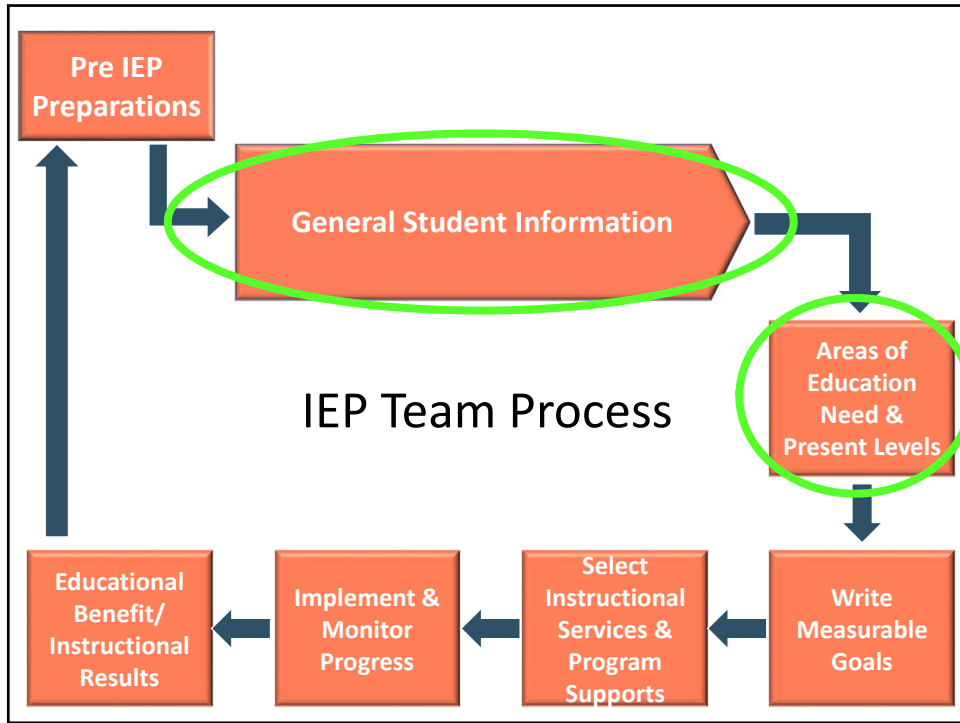 Pre IEP
Preparations
General Student Information
Areas of
Education
Need &
Present Levels
IEP Team Process
Educational
Benefit/
Instructional
Results
Implement &
Monitor
Progress
Select
Instructional
Services &
Program
Supports
Write
Measurable
Goals